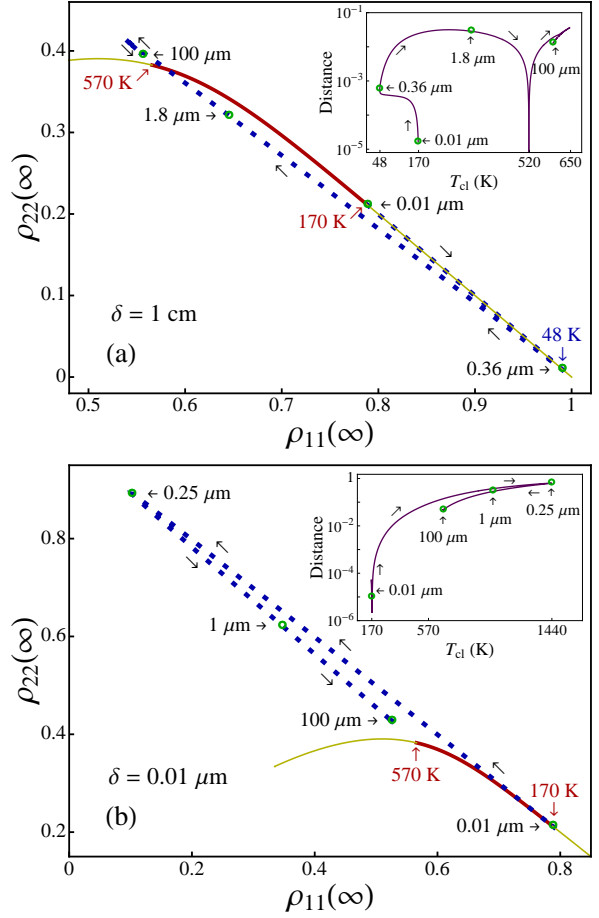 (a)
0.4
0.3
0.2
0.1
0
0.5
0.6
0.7
0.8
0.9
1
ρ22(∞)
ρ11(∞)
100 μm
570 K
1.8 μm
170 K
0.01 μm
δ = 1 cm
48 K
0.36 μm
10⁻¹
10⁻³
10⁻⁵
Distance
1.8 μm
100 μm
0.36 μm
0.01 μm
48
170
520
650
Tcl (K)
(b)
0.8
0.6
0.4
0.2
0
0.2
0.4
0.6
0.8
ρ22(∞)
ρ11(∞)
0.25 μm
1 μm
100 μm
570 K
170 K
0.01 μm
δ = 0.01 μm
1
10⁻²
10⁻⁴
10⁻⁶
Distance
1 μm
0.25 μm
100 μm
0.01 μm
170
570
1440
Tcl (K)